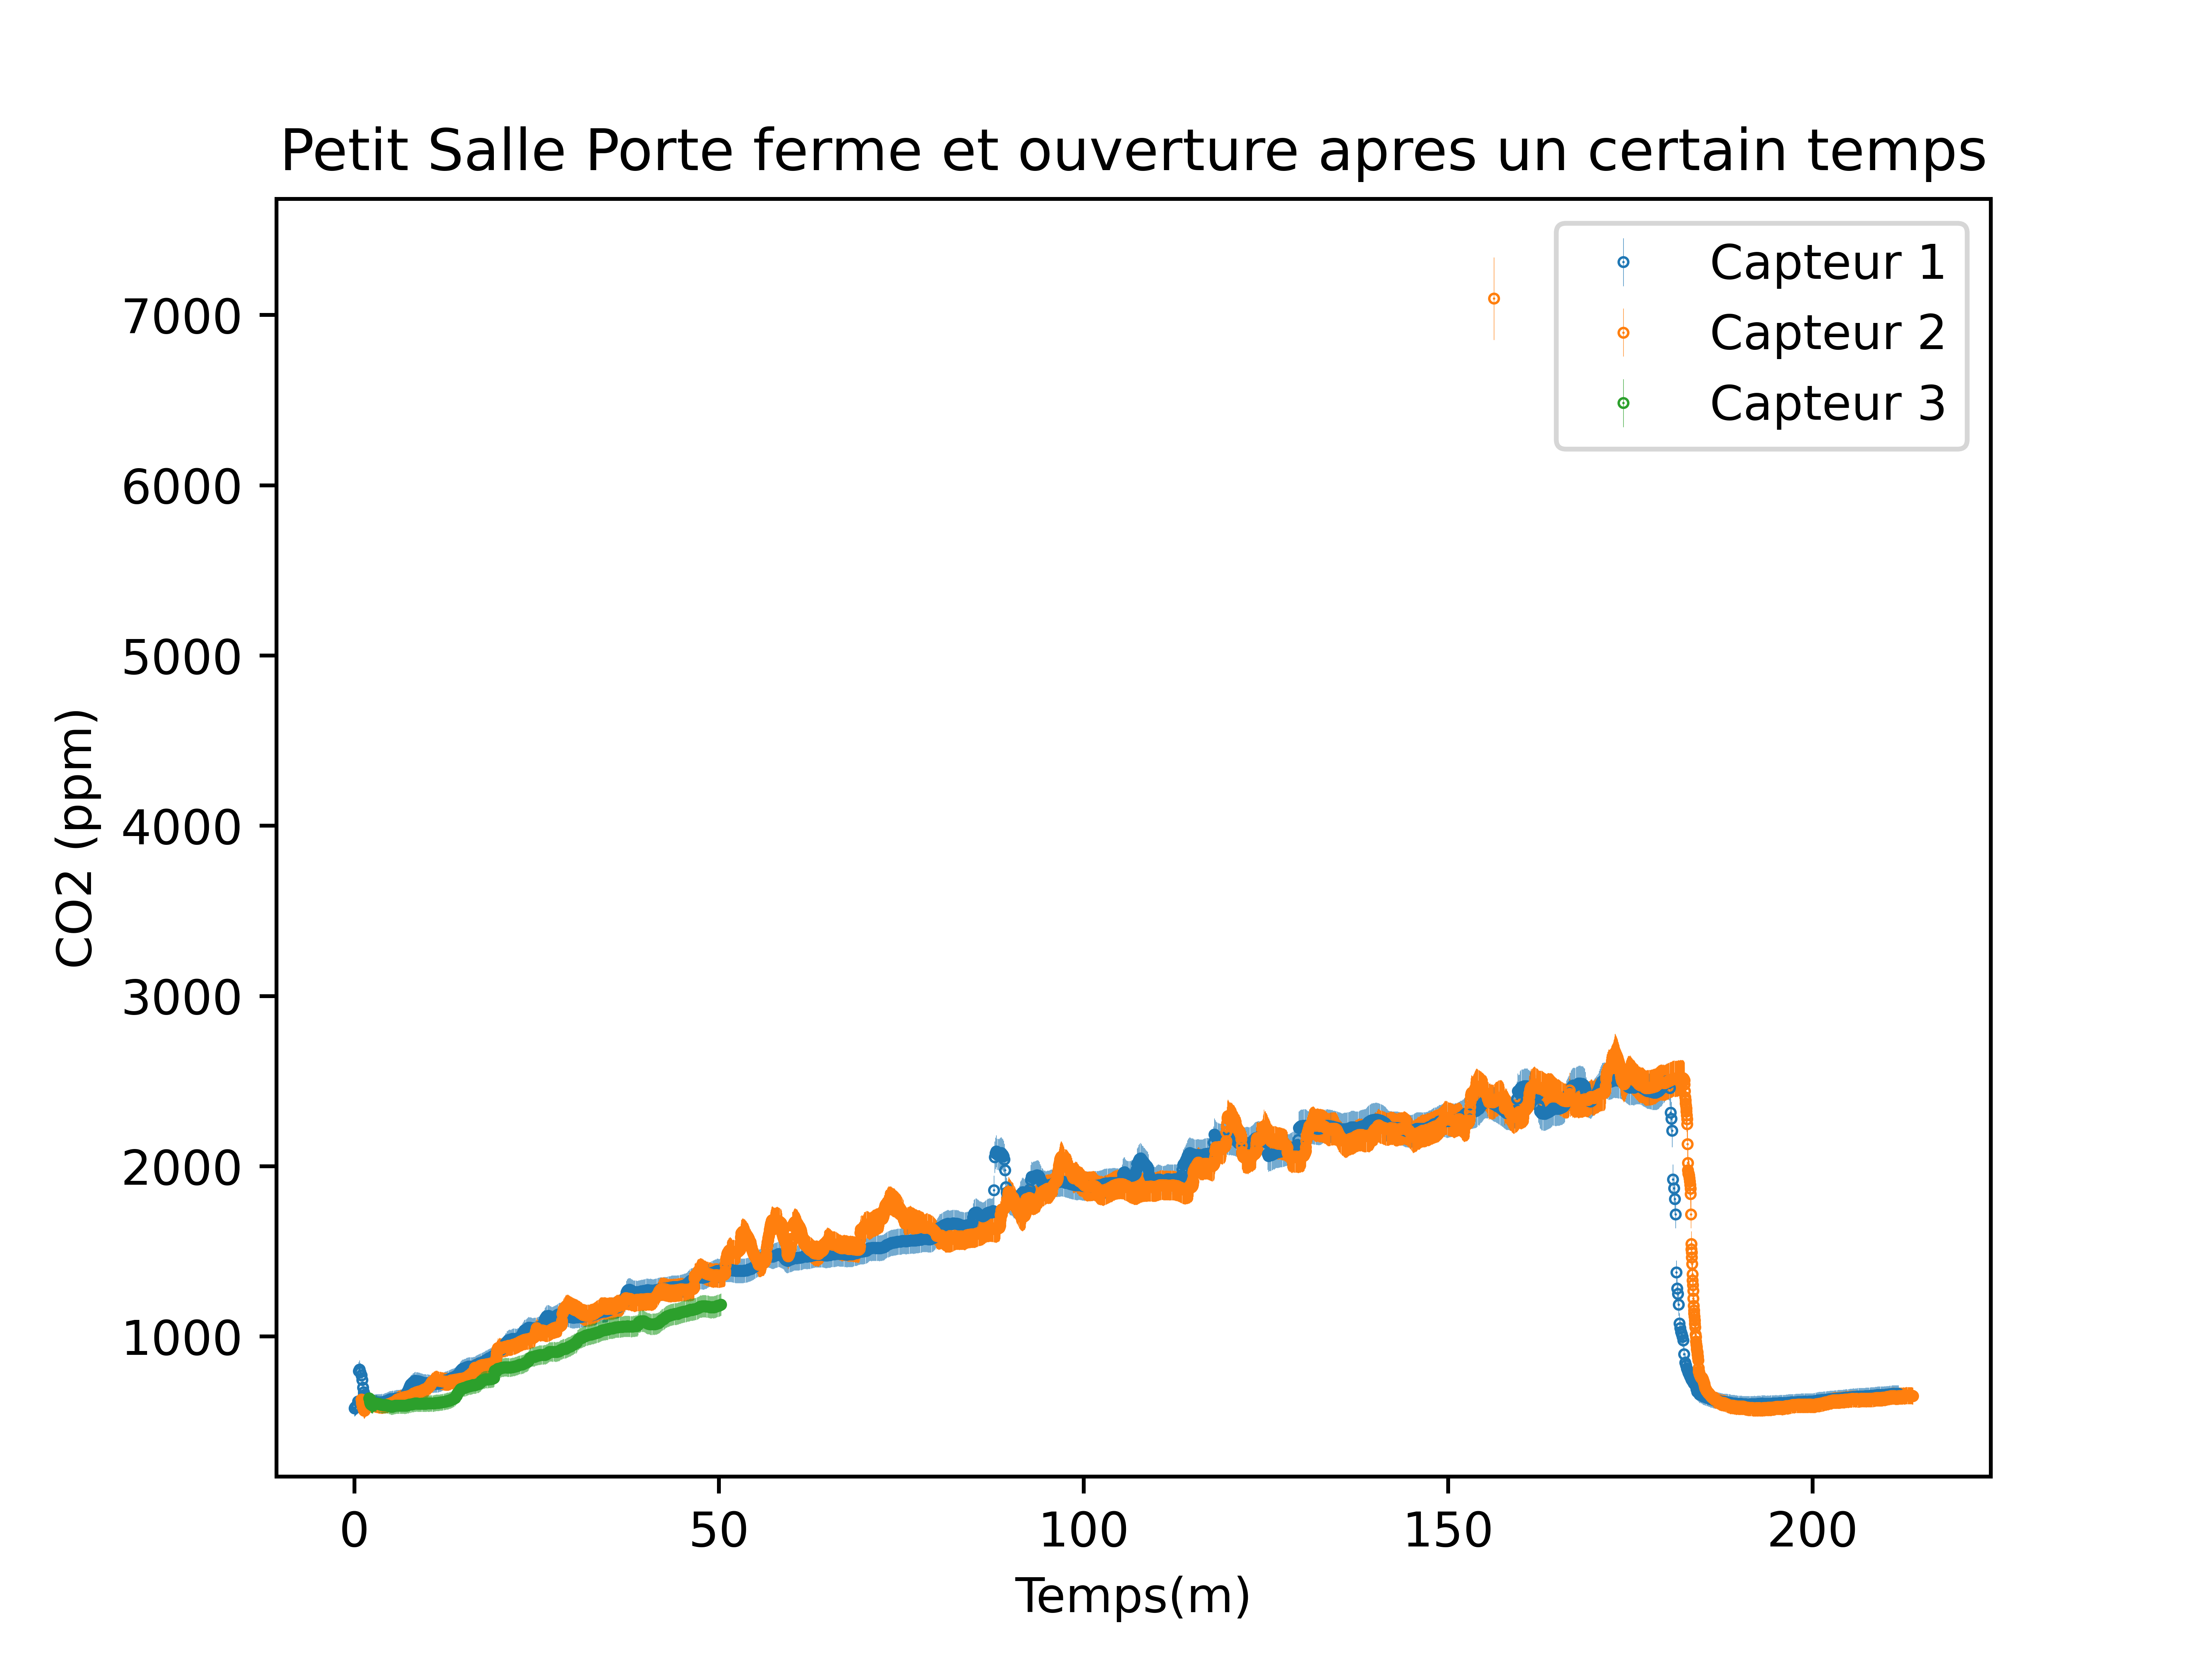 Petit Salle Porte ferme et ouverture apres un certain temps
Capteur 1
Capteur 2
Capteur 3
7000
6000
5000
4000
3000
2000
1000
CO2 (ppm)
0 50 100 150 200
Temps(m)